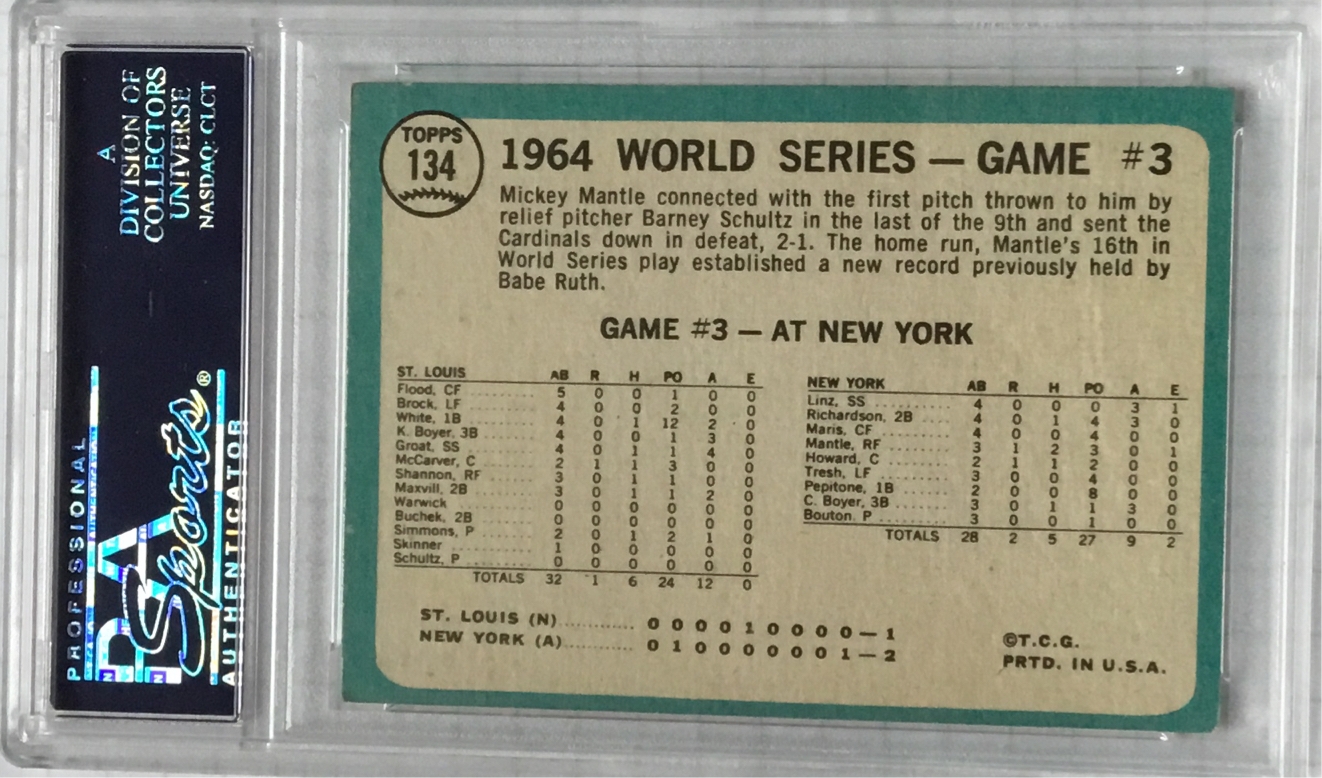 A
DIVISION OF
COLLECTORS
UNIVERSE
NASDAQ: CLCT
PROFESSIONAL
Sports®
AUTHENTICATOR
TOPPS
134
1964 WORLD SERIES — GAME #3
Mickey Mantle connected with the first pitch thrown to him by
relief pitcher Barney Schultz in the last of the 9th and sent the
Cardinals down in defeat, 2-1. The home run, Mantle's 16th in
World Series play established a new record previously held by
Babe Ruth.
GAME #3 — AT NEW YORK
ST. LOUIS AB R H PO A E
Flood, CF ........ 5 0 0 1 0 0
Brock, LF ........ 4 0 0 2 0 0
White, 1B ........ 4 0 1 12 2 0
K. Boyer, 3B ........ 4 0 0 1 3 0
Groat, SS ........ 4 0 1 1 4 0
McCarver, C ........ 2 1 1 3 0 0
Shannon, RF ........ 3 0 1 1 0 0
Maxvill, 2B ........ 3 0 1 1 2 0
Warwick ........ 0 0 0 0 0 0
Buchek, 2B ........ 0 0 0 0 0 0
Simmons, P ........ 2 0 1 2 1 0
Skinner ........ 1 0 0 0 0 0
Schultz, P ........ 0 0 0 0 0 0
TOTALS 32 1 6 24 12 0
NEW YORK AB R H PO A E
Linz, SS ........ 4 0 0 0 3 1
Richardson, 2B .... 4 0 1 4 3 0
Maris, CF ........ 4 0 0 4 0 0
Mantle, RF ........ 3 1 2 3 0 1
Howard, C ........ 2 1 1 2 0 0
Tresh, LF ........ 3 0 0 4 0 0
Pepitone, 1B ........ 2 0 0 8 0 0
C. Boyer, 3B ........ 3 0 1 1 3 0
Bouton. P ........ 3 0 0 1 0 0
TOTALS 28 2 5 27 9 2
ST. LOUIS (N) ............ 0 0 0 0 1 0 0 0 0 — 1
NEW YORK (A) ............ 0 1 0 0 0 0 0 0 1 — 2
©T.C.G.
PRTD. IN U.S.A.